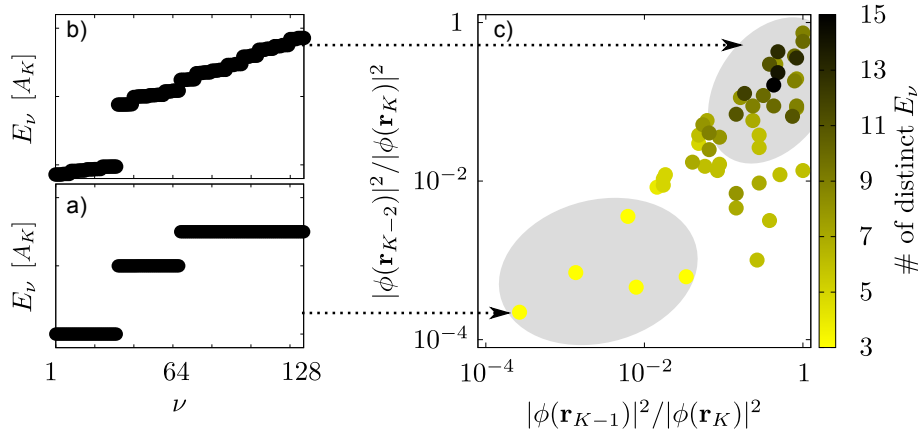 b)
E_ν [A_K]
a)
E_ν [A_K]
1 64 128
ν
c)
|ϕ(r_{K−2})|²/|ϕ(r_K)|²
1
10⁻²
10⁻⁴
10⁻⁴ 10⁻² 1
|ϕ(r_{K−1})|²/|ϕ(r_K)|²
15
13
11
9
7
5
3
# of distinct E_ν